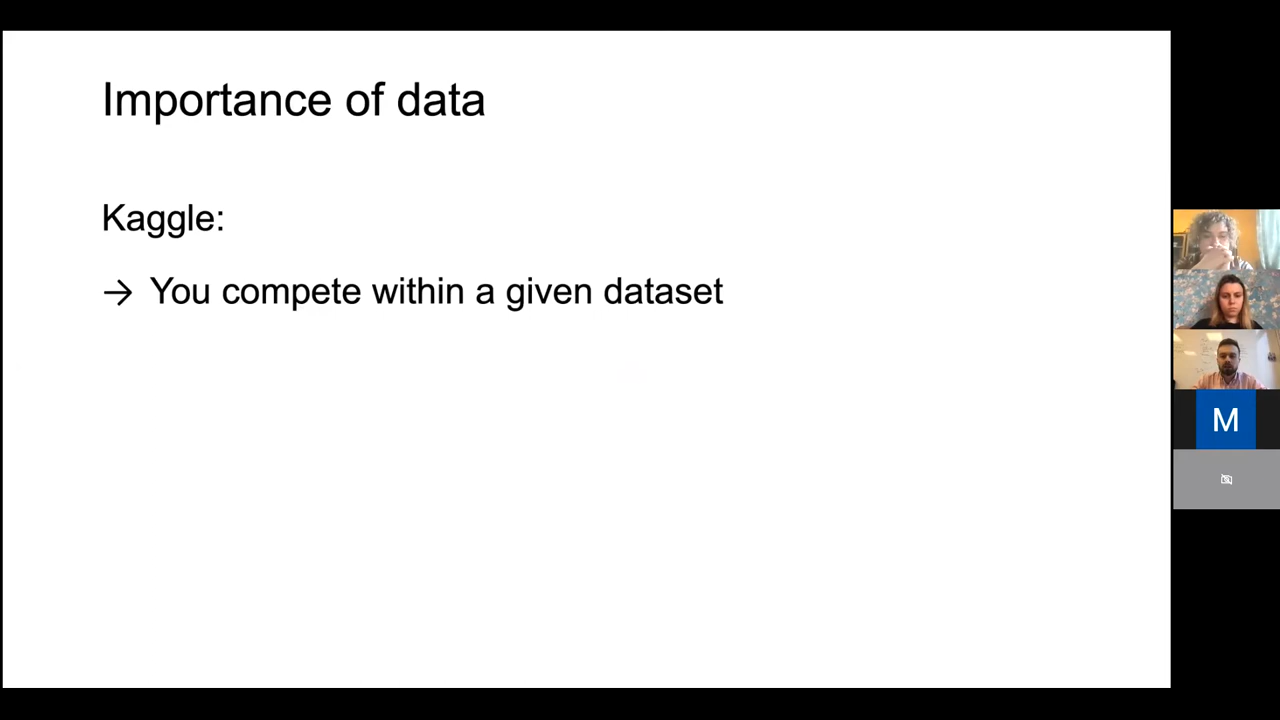 Importance of data
Kaggle:
→ You compete within a given dataset
M